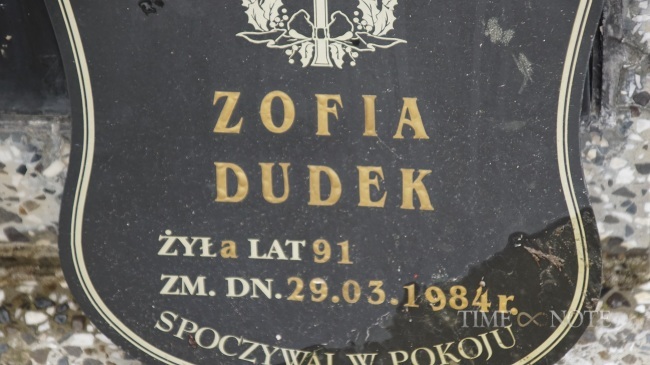 ZOFIA
DUDEK
ŻYŁa LAT 91
ZM. DN. 29.03.1984 r.
SPOCZYWAJ W POKOJU
TIME NOTE